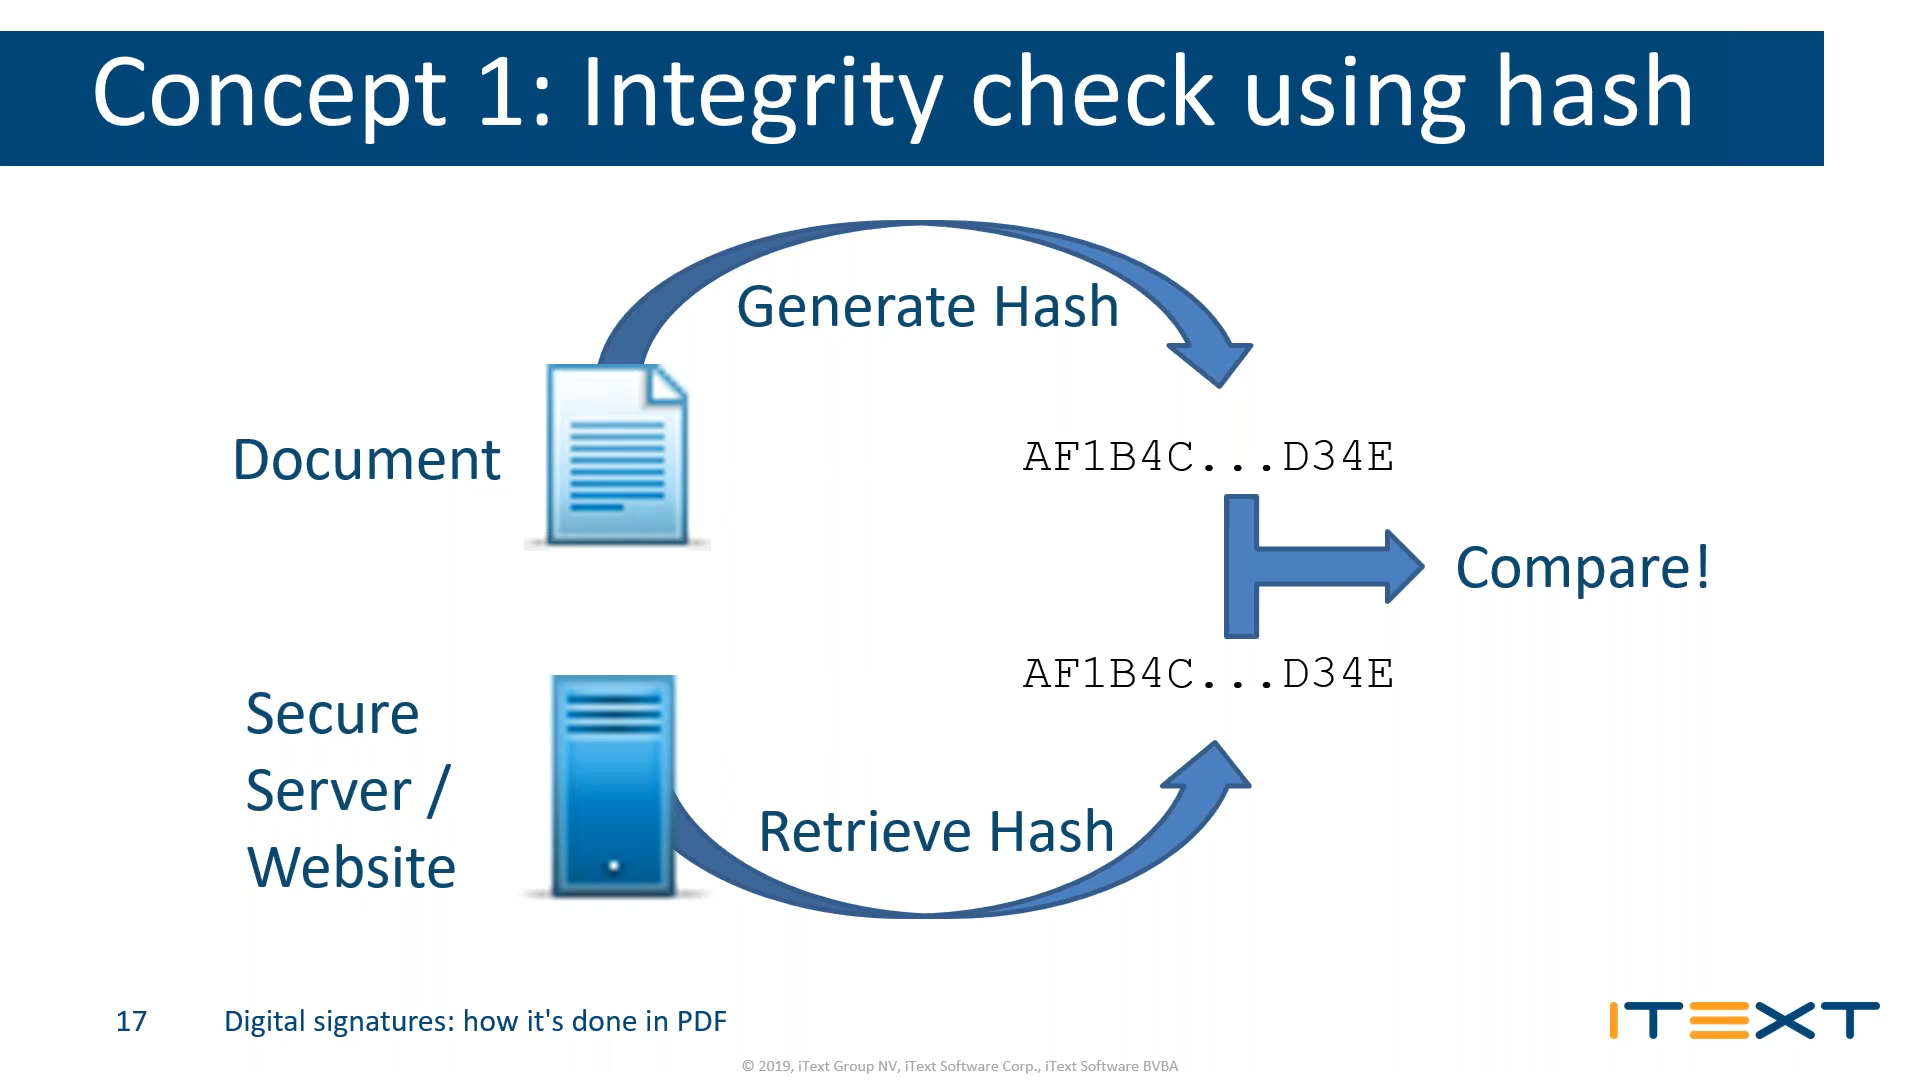 Concept 1: Integrity check using hash
Generate Hash
Document
AF1B4C...D34E
Compare!
AF1B4C...D34E
Secure
Server /
Website
Retrieve Hash
17
Digital signatures: how it's done in PDF
ITEXT
© 2019, iText Group NV, iText Software Corp., iText Software BVBA